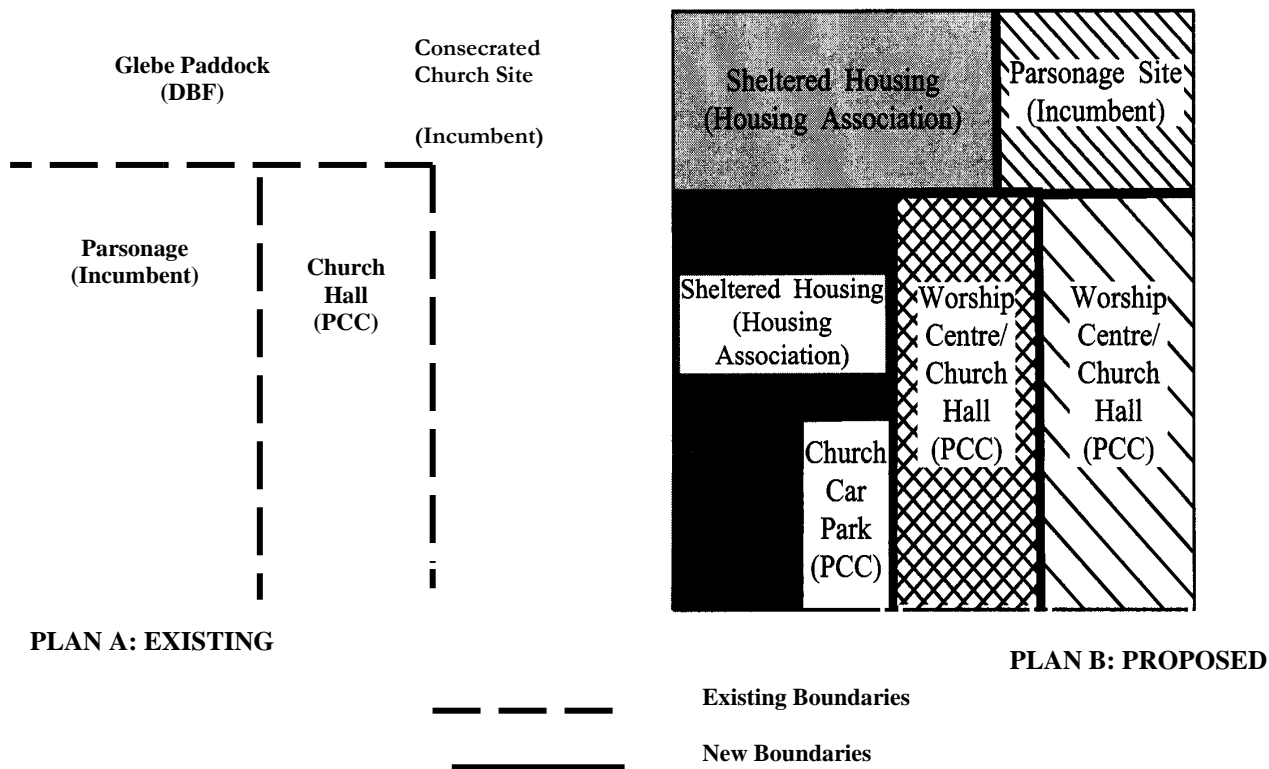 Glebe Paddock
(DBF)
Consecrated
Church Site
(Incumbent)
Parsonage
(Incumbent)
Church
Hall
(PCC)
PLAN A: EXISTING
Sheltered Housing
(Housing Association)
Parsonage Site
(Incumbent)
Sheltered Housing
(Housing
Association)
Worship
Centre/
Church
Hall
(PCC)
Worship
Centre/
Church
Hall
(PCC)
Church
Car
Park
(PCC)
PLAN B: PROPOSED
Existing Boundaries
New Boundaries